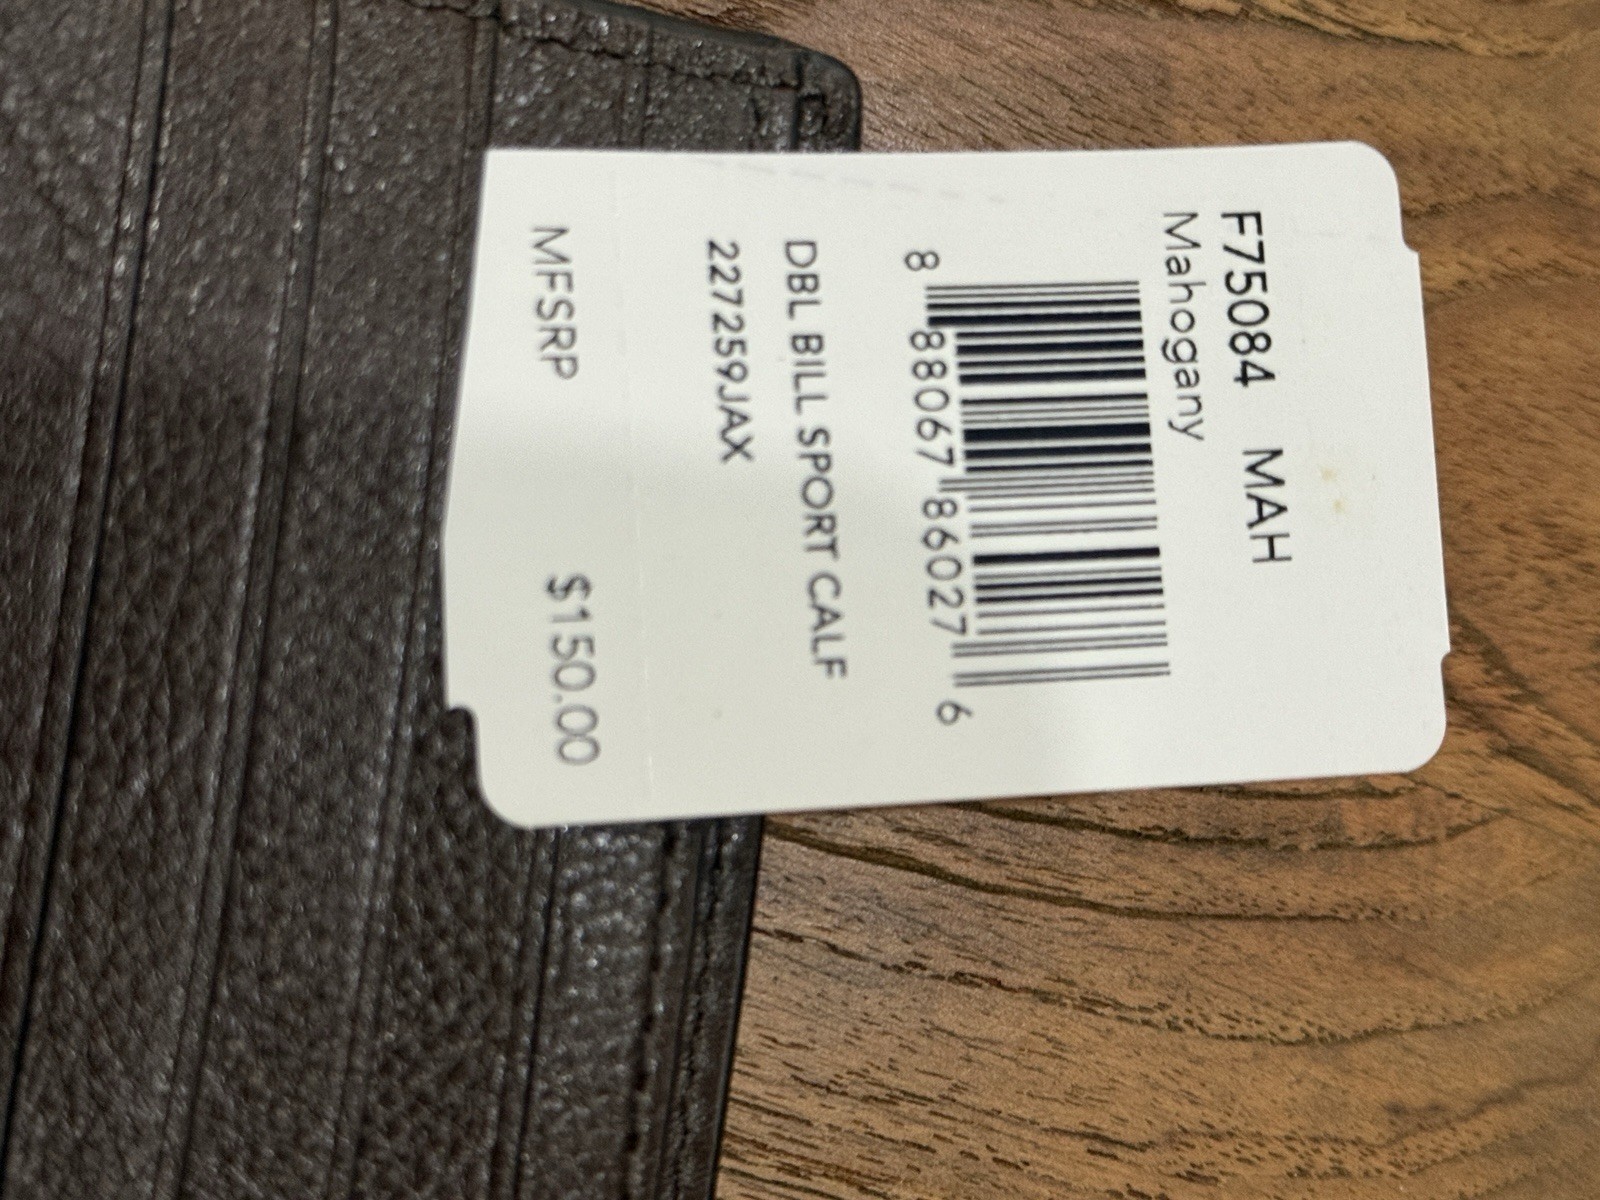 F75084 MAH
Mahogany
8 88067 86027 6
DBL BILL SPORT CALF
227259JAX
MFSRP $150.00